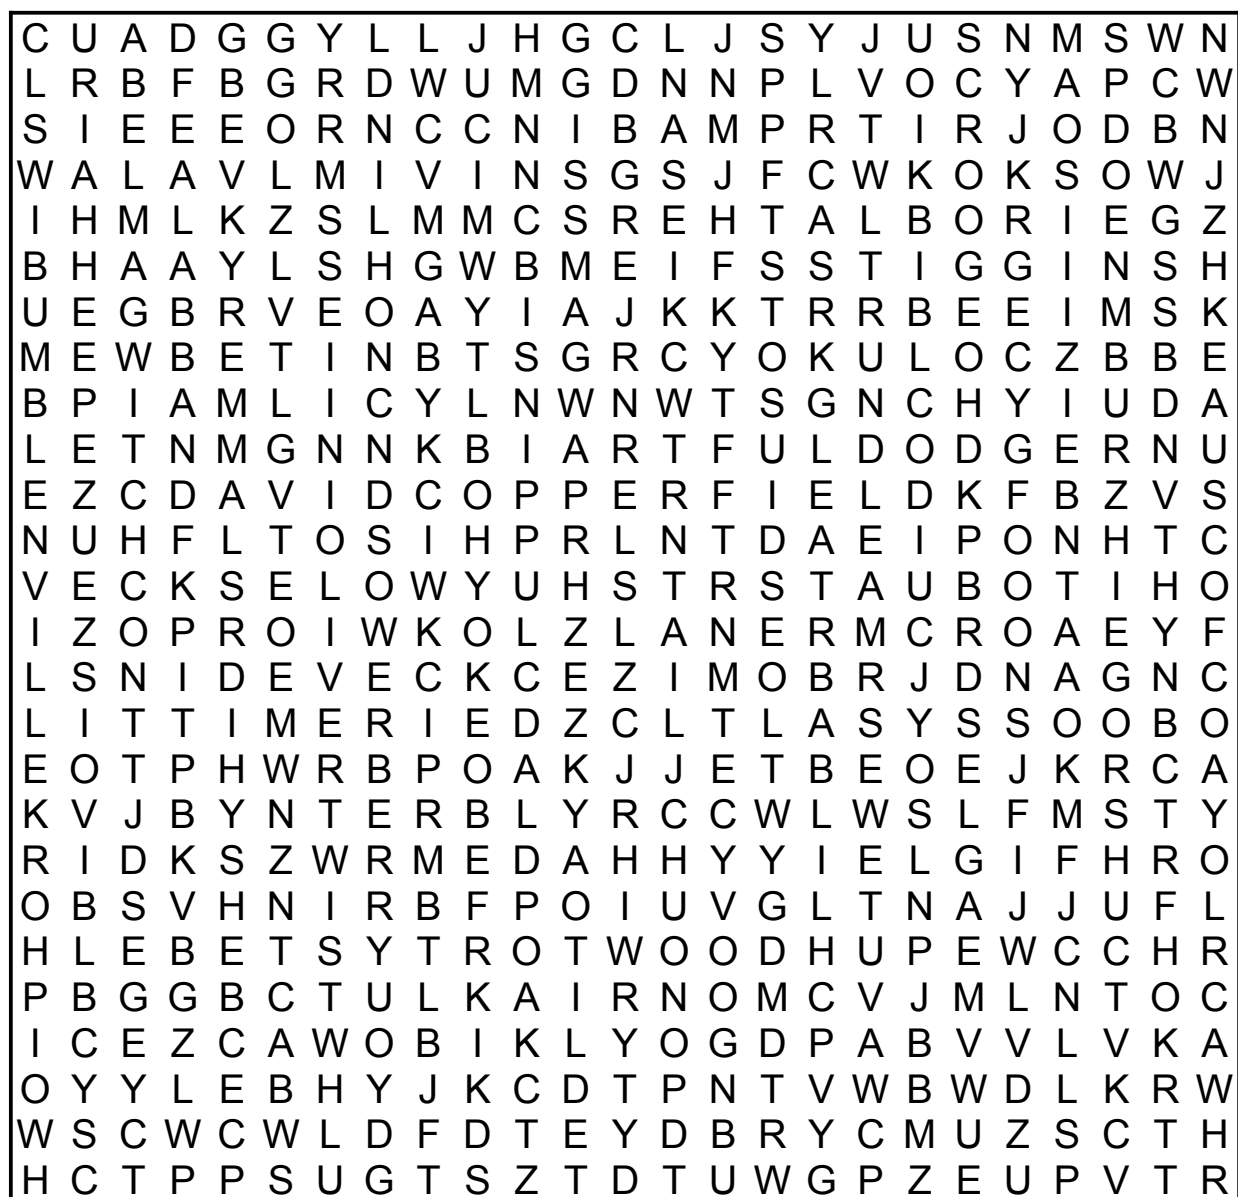 C U A D G G Y L L J H G C L J S Y J U S N M S W N
L R B F B G R D W U M G D N N P L V O C Y A P C W
S I E E E O R N C C N I B A M P R T I R J O D B N
W A L A V L M I V I N S G S J F C W K O K S O W J
I H M L K Z S L M M C S R E H T A L B O R I E G Z
B H A A Y L S H G W B M E I F S S T I G G I N S H
U E G B R V E O A Y I A J K K T R R B E E I M S K
M E W B E T I N B T S G R C Y O K U L O C Z B B E
B P I A M L I C Y L N W N W T S G N C H Y I U D A
L E T N M G N N K B I A R T F U L D O D G E R N U
E Z C D A V I D C O P P E R F I E L D K F B Z V S
N U H F L T O S I H P R L N T D A E I P O N H T C
V E C K S E L O W Y U H S T R S T A U B O T I H O
I Z O P R O I W K O L Z L A N E R M C R O A E Y F
L S N I D E V E C K C E Z I M O B R J D N A G N C
L I T T I M E R I E D Z C L T L A S Y S S O O B O
E O T P H W R B P O A K J J E T B E O E J K R C A
K V J B Y N T E R B L Y R C C W L W S L F M S T Y
R I D K S Z W R M E D A H H Y Y I E L G I F H R O
O B S V H N I R B F P O I U V G L T N A J J U F L
H L E B E T S Y T R O T W O O D H U P E W C C H R
P B G G B C T U L K A I R N O M C V J M L N T O C
I C E Z C A W O B I K L Y O G D P A B V V L V K A
O Y Y L E B H Y J K C D T P N T V W B W D L K R W
W S C W C W L D F D T E Y D B R Y C M U Z S C T H
H C T P P S U G T S Z T D T U W G P Z E U P V T R